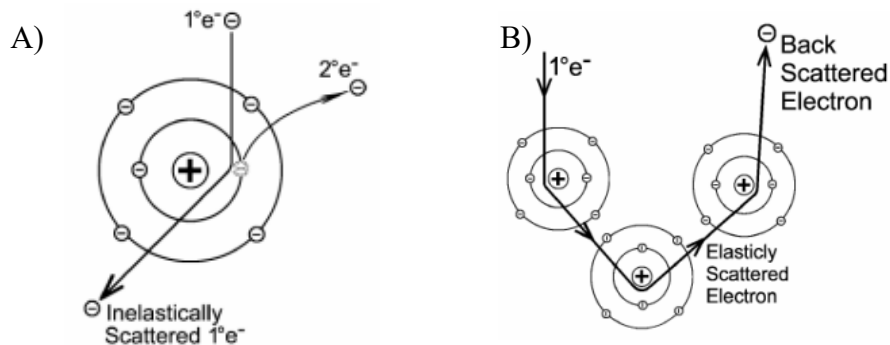 A)
1°e⁻
2°e⁻
+
Inelastically
Scattered 1°e⁻
B)
1°e⁻
Back
Scattered
Electron
+
+
+
Elasticly
Scattered
Electron